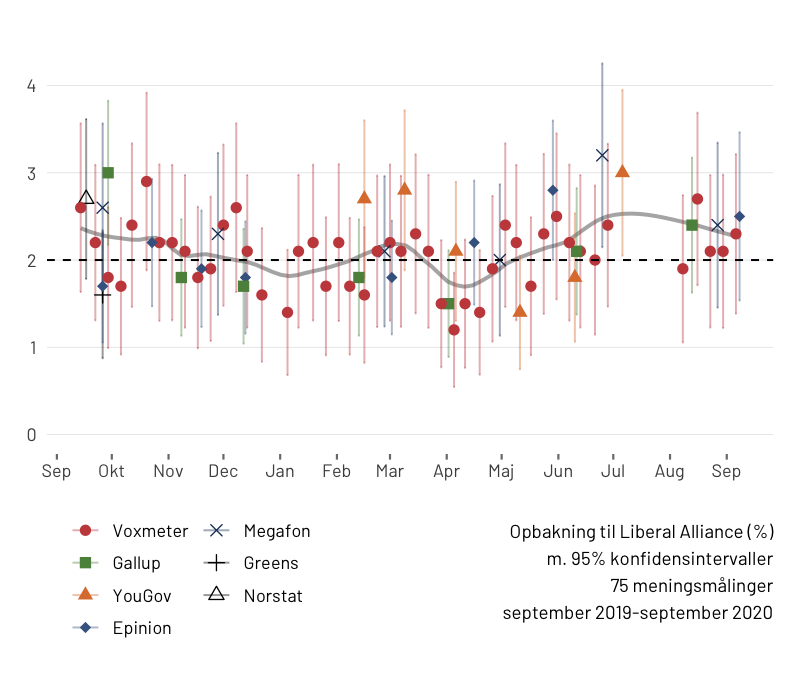 4
3
2
1
0
Sep Okt Nov Dec Jan Feb Mar Apr Maj Jun Jul Aug Sep
Voxmeter
Gallup
YouGov
Epinion
Megafon
Greens
Norstat
Opbakning til Liberal Alliance (%)
m. 95% konfidensintervaller
75 meningsmålinger
september 2019-september 2020